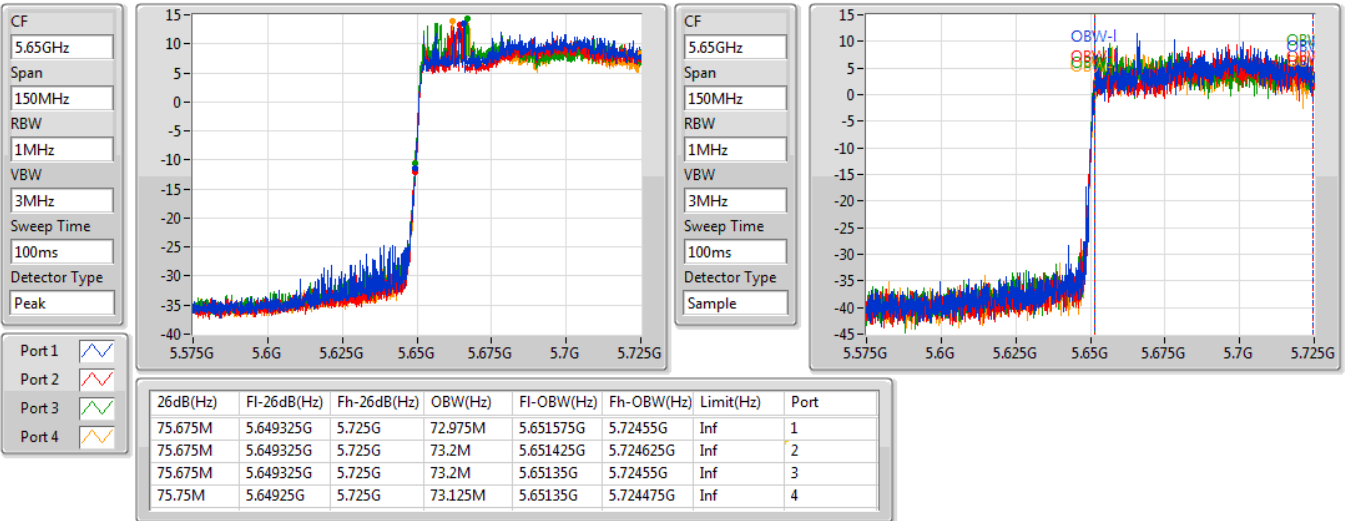 CF
5.65GHz
Span
150MHz
RBW
1MHz
VBW
3MHz
Sweep Time
100ms
Detector Type
Peak
15
10
5
0
-5
-10
-15
-20
-25
-30
-35
-40
5.575G 5.6G 5.625G 5.65G 5.675G 5.7G 5.725G
CF
5.65GHz
Span
150MHz
RBW
1MHz
VBW
3MHz
Sweep Time
100ms
Detector Type
Sample
15
10
5
0
-5
-10
-15
-20
-25
-30
-35
-40
-45
OBW-l
5.575G 5.6G 5.625G 5.65G 5.675G 5.7G 5.725G
Port 1
Port 2
Port 3
Port 4
26dB(Hz) Fl-26dB(Hz) Fh-26dB(Hz) OBW(Hz) Fl-OBW(Hz) Fh-OBW(Hz) Limit(Hz) Port
75.675M 5.649325G 5.725G 72.975M 5.651575G 5.72455G Inf 1
75.675M 5.649325G 5.725G 73.2M 5.651425G 5.724625G Inf 2
75.675M 5.649325G 5.725G 73.2M 5.65135G 5.72455G Inf 3
75.75M 5.64925G 5.725G 73.125M 5.65135G 5.724475G Inf 4